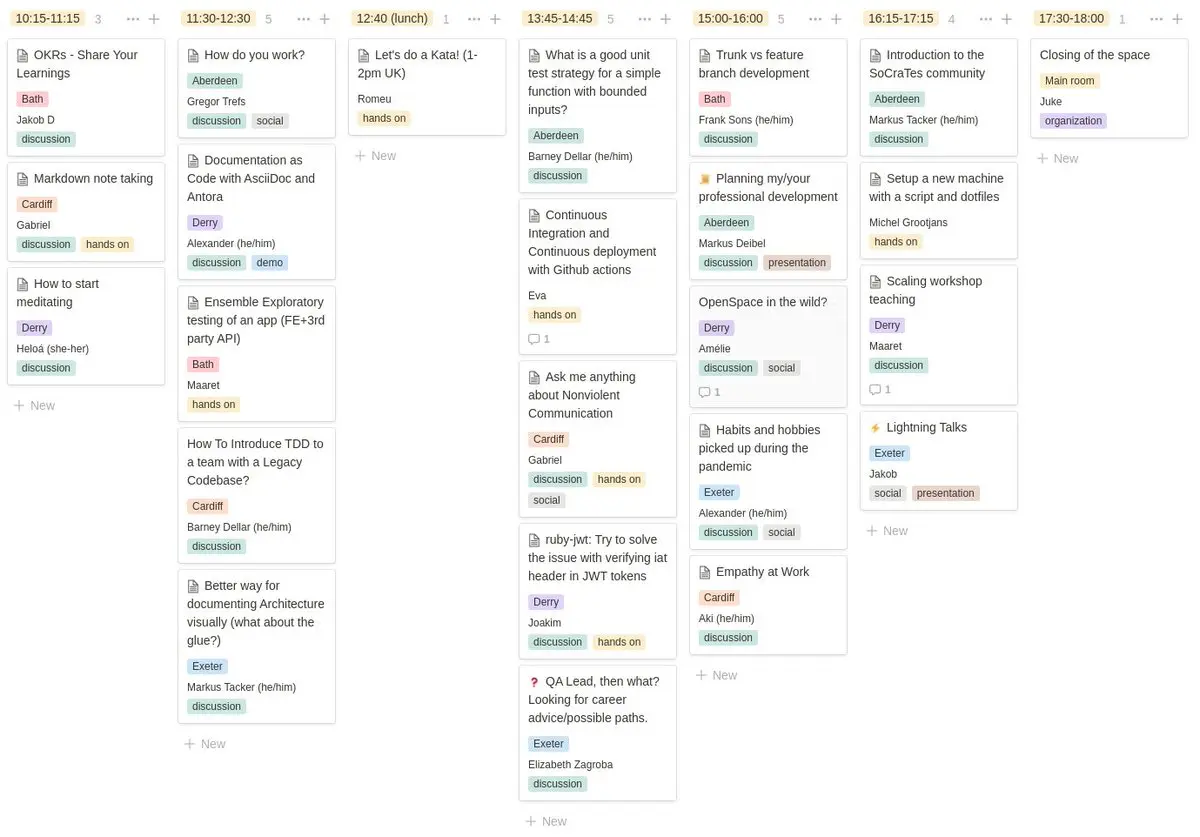 10:15-11:15 3
OKRs - Share Your
Learnings
Bath
Jakob D
discussion
Markdown note taking
Cardiff
Gabriel
discussion hands on
How to start
meditating
Derry
Heloá (she-her)
discussion
New
11:30-12:30 5
How do you work?
Aberdeen
Gregor Trefs
discussion social
Documentation as
Code with AsciiDoc and
Antora
Derry
Alexander (he/him)
discussion demo
Ensemble Exploratory
testing of an app (FE+3rd
party API)
Bath
Maaret
hands on
How To Introduce TDD to
a team with a Legacy
Codebase?
Cardiff
Barney Dellar (he/him)
discussion
Better way for
documenting Architecture
visually (what about the
glue?)
Exeter
Markus Tacker (he/him)
discussion
New
12:40 (lunch) 1
Let's do a Kata! (1-
2pm UK)
Romeu
hands on
New
13:45-14:45 5
What is a good unit
test strategy for a simple
function with bounded
inputs?
Aberdeen
Barney Dellar (he/him)
discussion
Continuous
Integration and
Continuous deployment
with Github actions
Eva
hands on
1
Ask me anything
about Nonviolent
Communication
Cardiff
Gabriel
discussion hands on
social
ruby-jwt: Try to solve
the issue with verifying iat
header in JWT tokens
Derry
Joakim
discussion hands on
QA Lead, then what?
Looking for career
advice/possible paths.
Exeter
Elizabeth Zagroba
discussion
New
15:00-16:00 5
Trunk vs feature
branch development
Bath
Frank Sons (he/him)
discussion
Planning my/your
professional development
Aberdeen
Markus Deibel
discussion presentation
OpenSpace in the wild?
Derry
Amélie
discussion social
1
Habits and hobbies
picked up during the
pandemic
Exeter
Alexander (he/him)
discussion social
Empathy at Work
Cardiff
Aki (he/him)
discussion
New
16:15-17:15 4
Introduction to the
SoCraTes community
Aberdeen
Markus Tacker (he/him)
discussion
Setup a new machine
with a script and dotfiles
Michel Grootjans
hands on
Scaling workshop
teaching
Derry
Maaret
discussion
1
Lightning Talks
Exeter
Jakob
social presentation
New
17:30-18:00 1
Closing of the space
Main room
Juke
organization
New